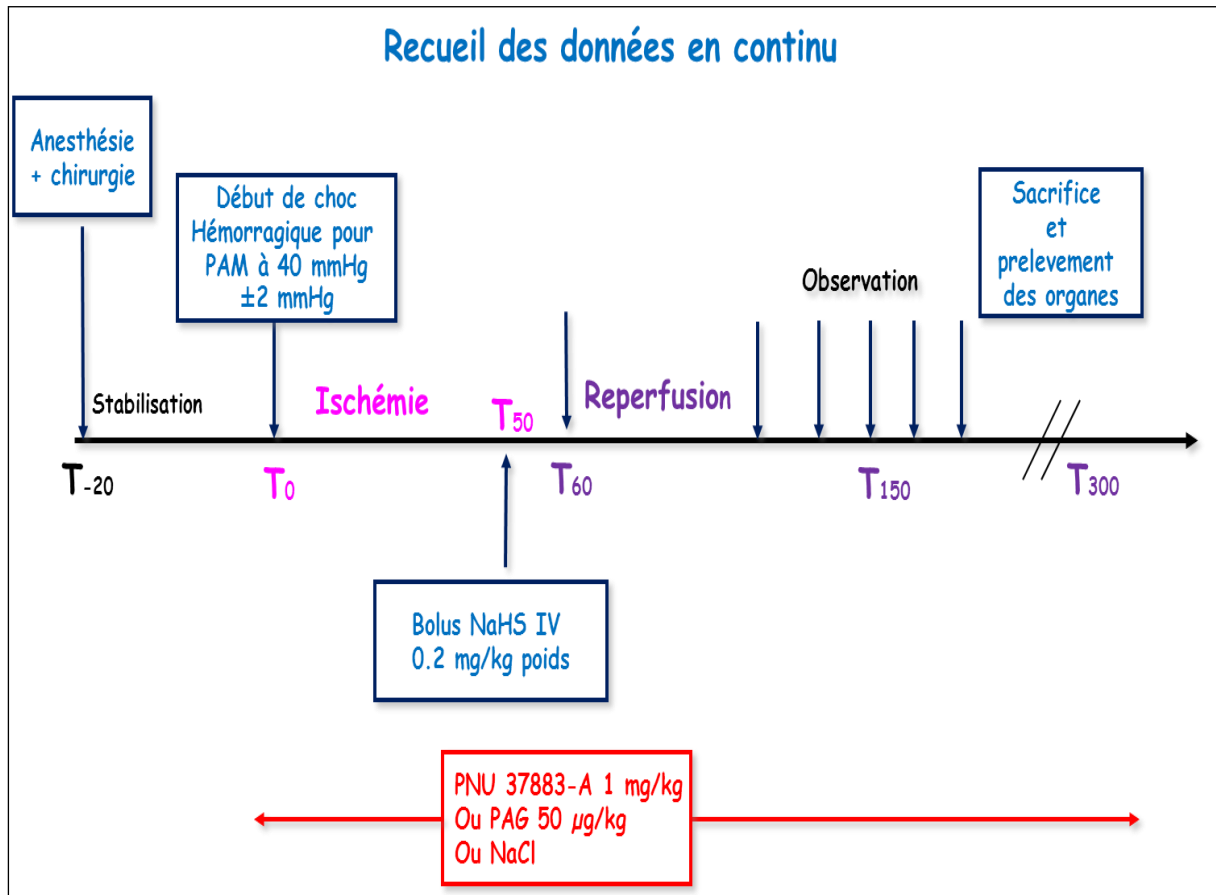 Recueil des données en continu
Anesthésie
+ chirurgie
Début de choc
Hémorragique pour
PAM à 40 mmHg
±2 mmHg
Sacrifice
et
prelevement
des organes
Observation
Stabilisation
Ischémie
T50
Reperfusion
T-20
T0
T60
T150
T300
Bolus NaHS IV
0.2 mg/kg poids
PNU 37883-A 1 mg/kg
Ou PAG 50 µg/kg
Ou NaCl